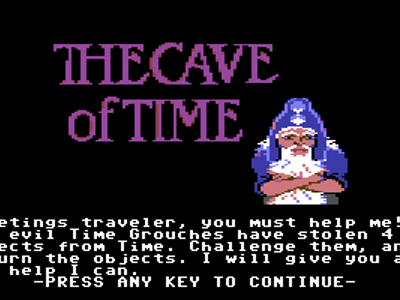 THE CAVE
of TIME
etings traveler, you must help me!
evil Time Grouches have stolen 4
ects from Time. Challenge them, an
urn the objects. I will give you a
help I can.
-PRESS ANY KEY TO CONTINUE-